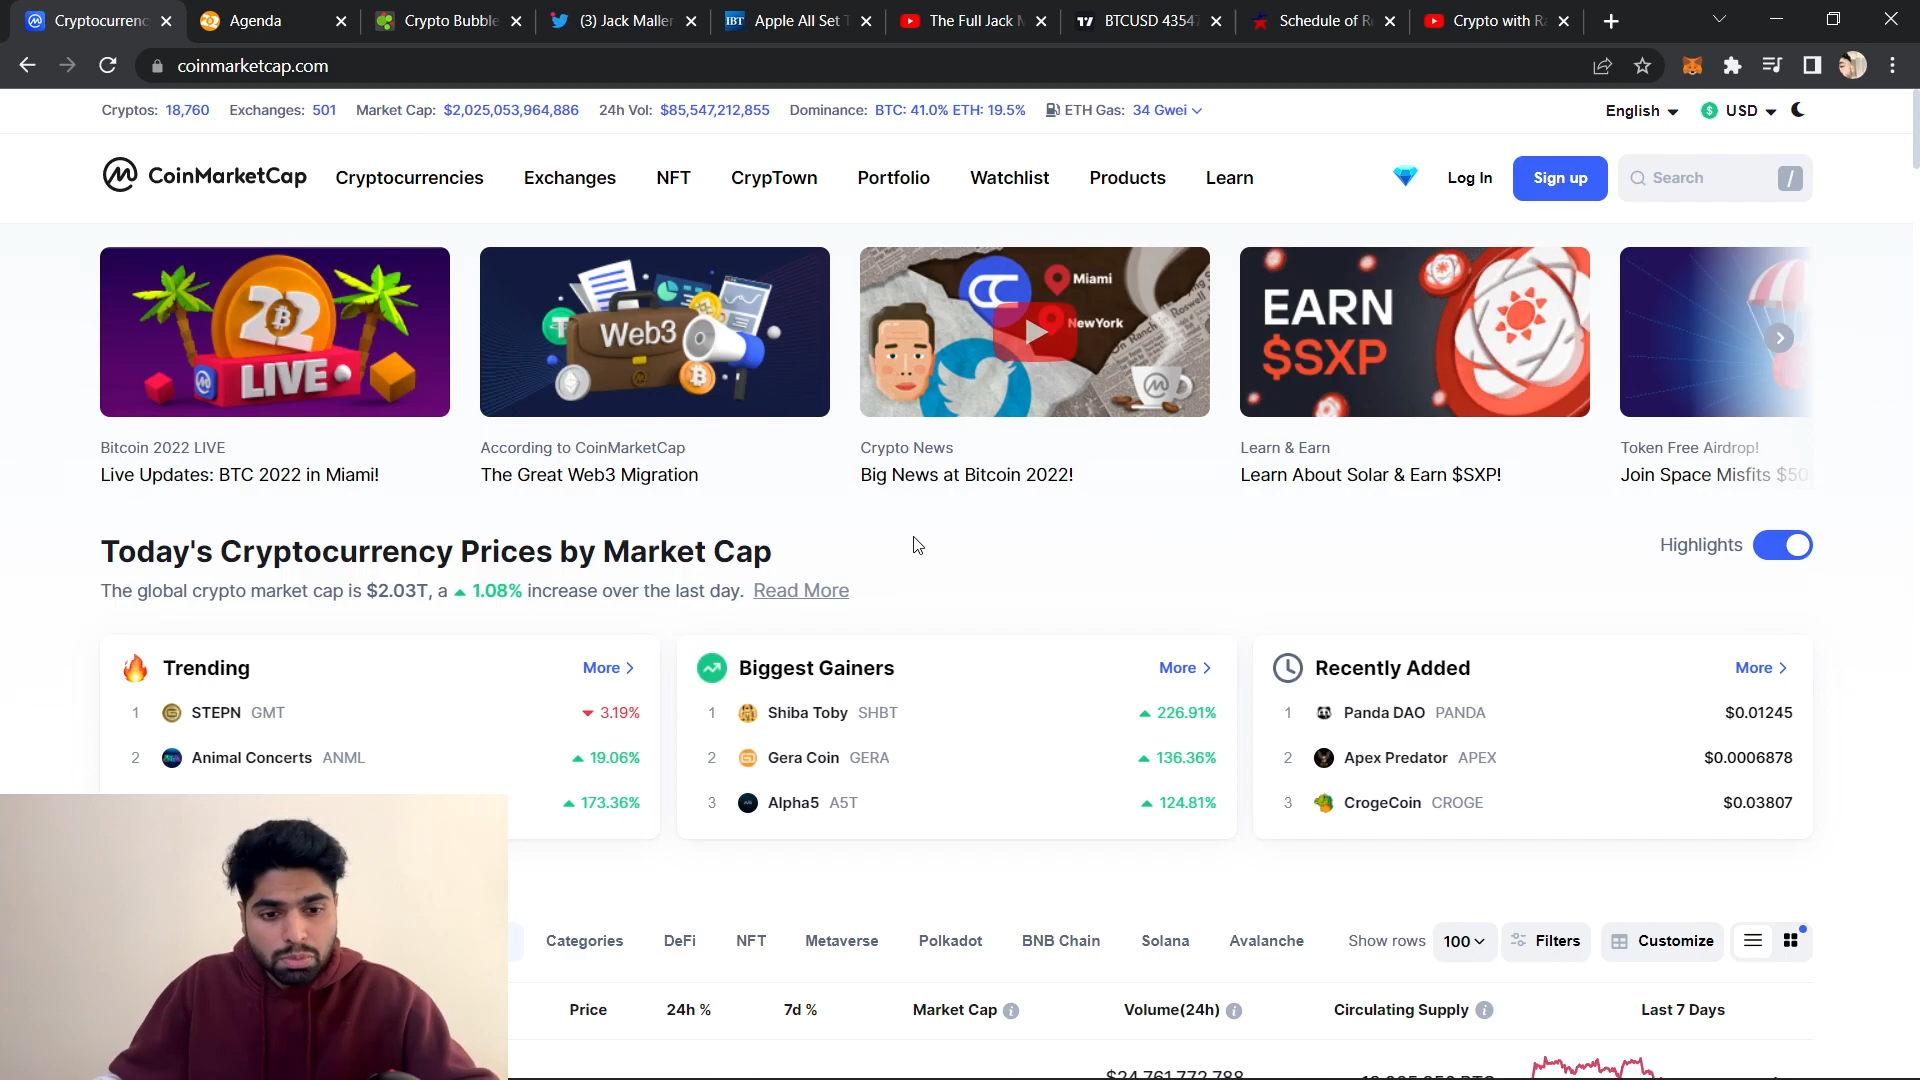 Cryptocurrenc
Agenda
Crypto Bubble
(3) Jack Maller
IBT Apple All Set T
The Full Jack M
BTCUSD 43547
Schedule of R
Crypto with Ra
coinmarketcap.com
Cryptos: 18,760 Exchanges: 501 Market Cap: $2,025,053,964,886 24h Vol: $85,547,212,855 Dominance: BTC: 41.0% ETH: 19.5% ETH Gas: 34 Gwei
English USD
CoinMarketCap Cryptocurrencies Exchanges NFT CrypTown Portfolio Watchlist Products Learn Log In Sign up Search /
22 LIVE
Web3
Miami
NewYork
EARN
$SXP
Bitcoin 2022 LIVE
Live Updates: BTC 2022 in Miami!
According to CoinMarketCap
The Great Web3 Migration
Crypto News
Big News at Bitcoin 2022!
Learn & Earn
Learn About Solar & Earn $SXP!
Token Free Airdrop!
Join Space Misfits $50
Today's Cryptocurrency Prices by Market Cap
Highlights
The global crypto market cap is $2.03T, a 1.08% increase over the last day. Read More
Trending More >
1 STEPN GMT 3.19%
2 Animal Concerts ANML 19.06%
173.36%
Biggest Gainers More >
1 Shiba Toby SHBT 226.91%
2 Gera Coin GERA 136.36%
3 Alpha5 A5T 124.81%
Recently Added More >
1 Panda DAO PANDA $0.01245
2 Apex Predator APEX $0.0006878
3 CrogeCoin CROGE $0.03807
Categories DeFi NFT Metaverse Polkadot BNB Chain Solana Avalanche Show rows 100 Filters Customize
Price 24h % 7d % Market Cap Volume(24h) Circulating Supply Last 7 Days
$24,761,772,788